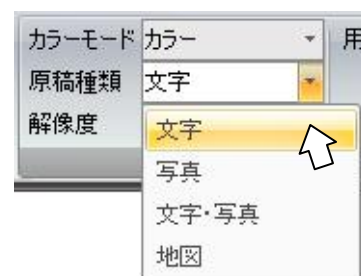 カラーモード カラー 用
原稿種類 文字
解像度
文字
写真
文字･写真
地図